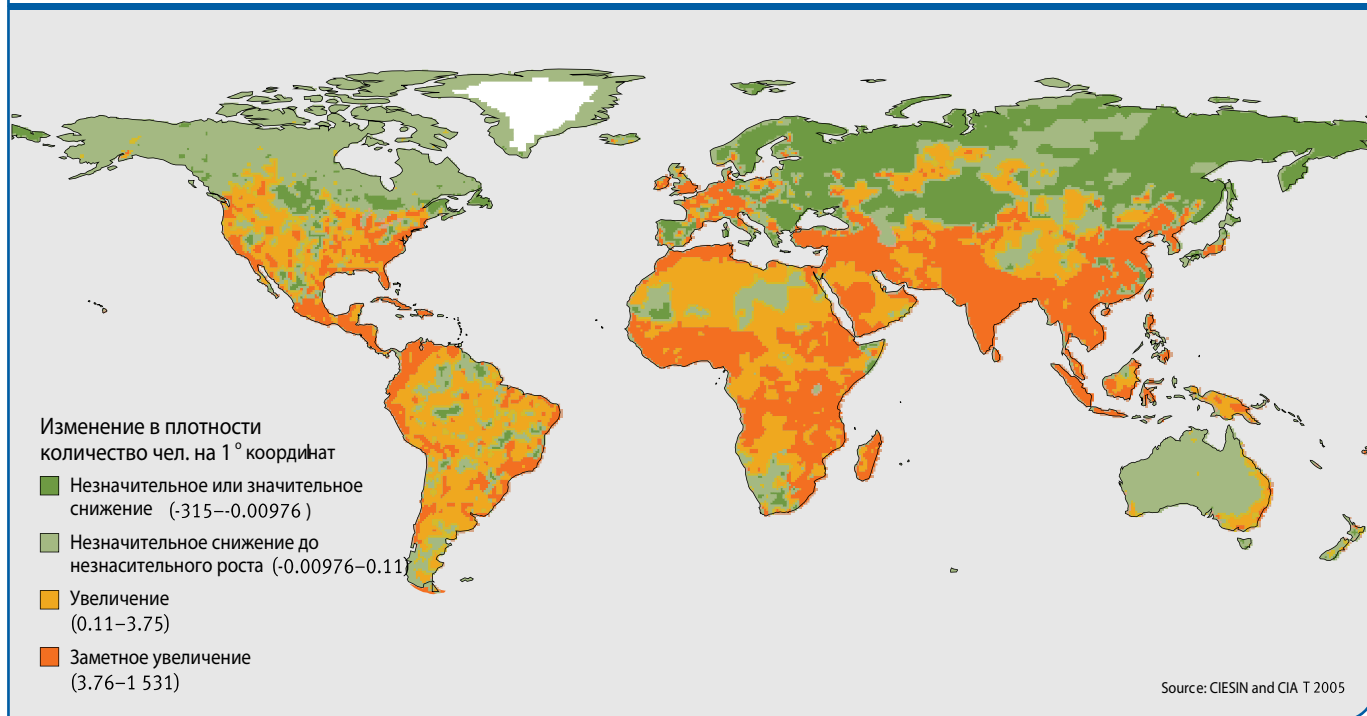 Изменение в плотности
количество чел. на 1° координат
Незначительное или значительное
снижение (-315–-0.00976 )
Незначительное снижение до
незнасительного роста (-0.00976–0.11)
Увеличение
(0.11–3.75)
Заметное увеличение
(3.76–1 531)
Source: CIESIN and CIA T 2005